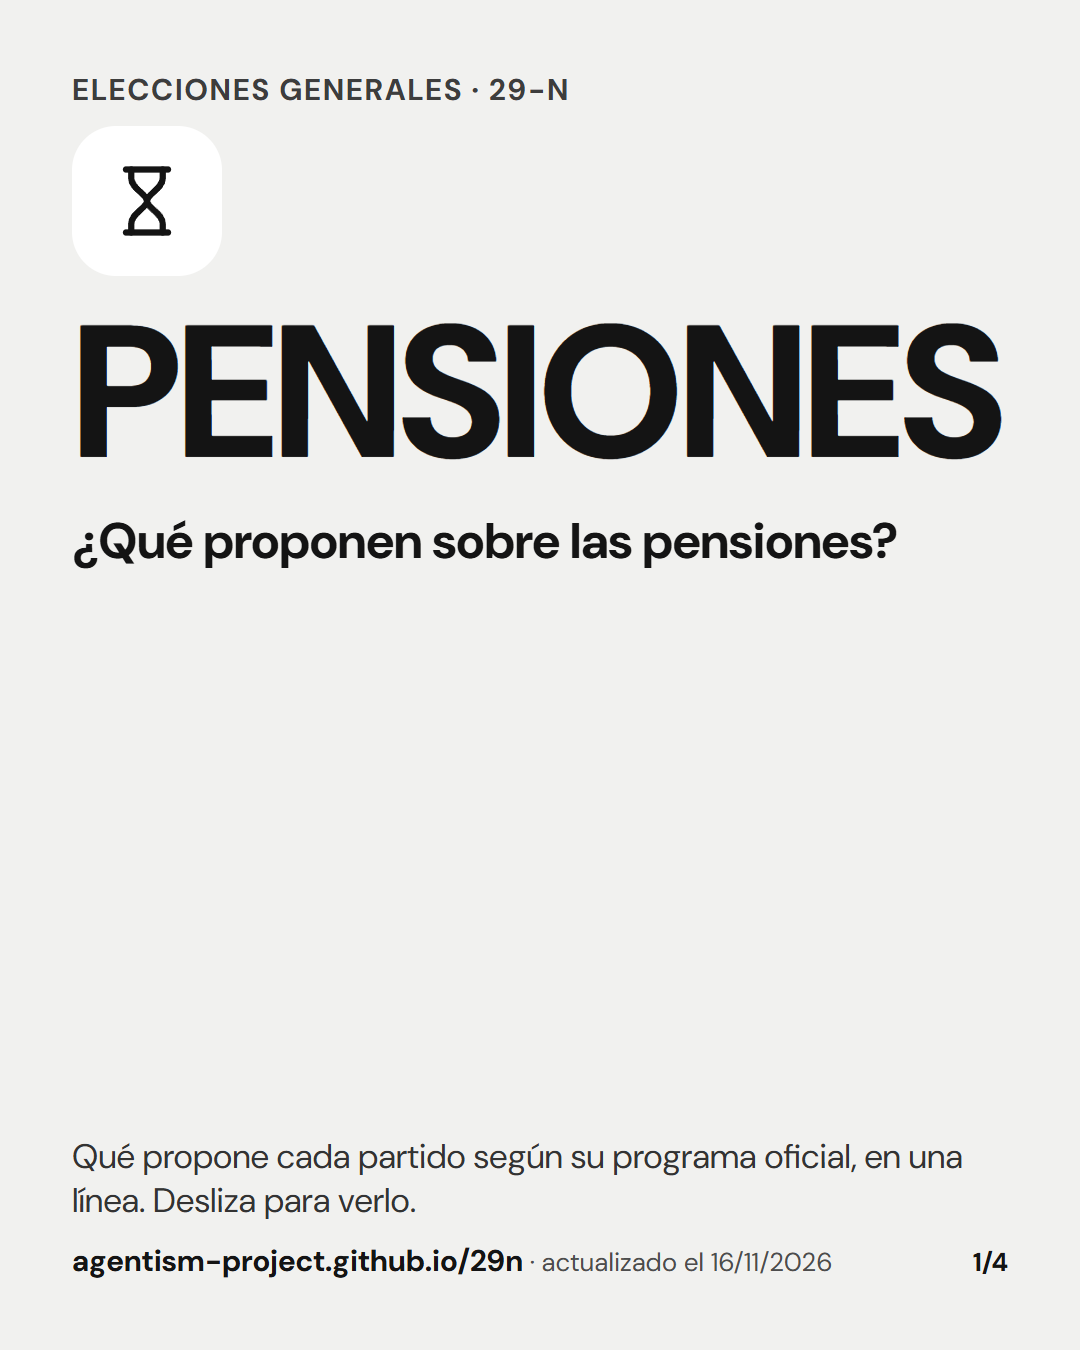 ELECCIONES GENERALES · 29-N
PENSIONES
¿Qué proponen sobre las pensiones?
Qué propone cada partido según su programa oficial, en una
línea. Desliza para verlo.
agentism-project.github.io/29n · actualizado el 16/11/2026
1/4